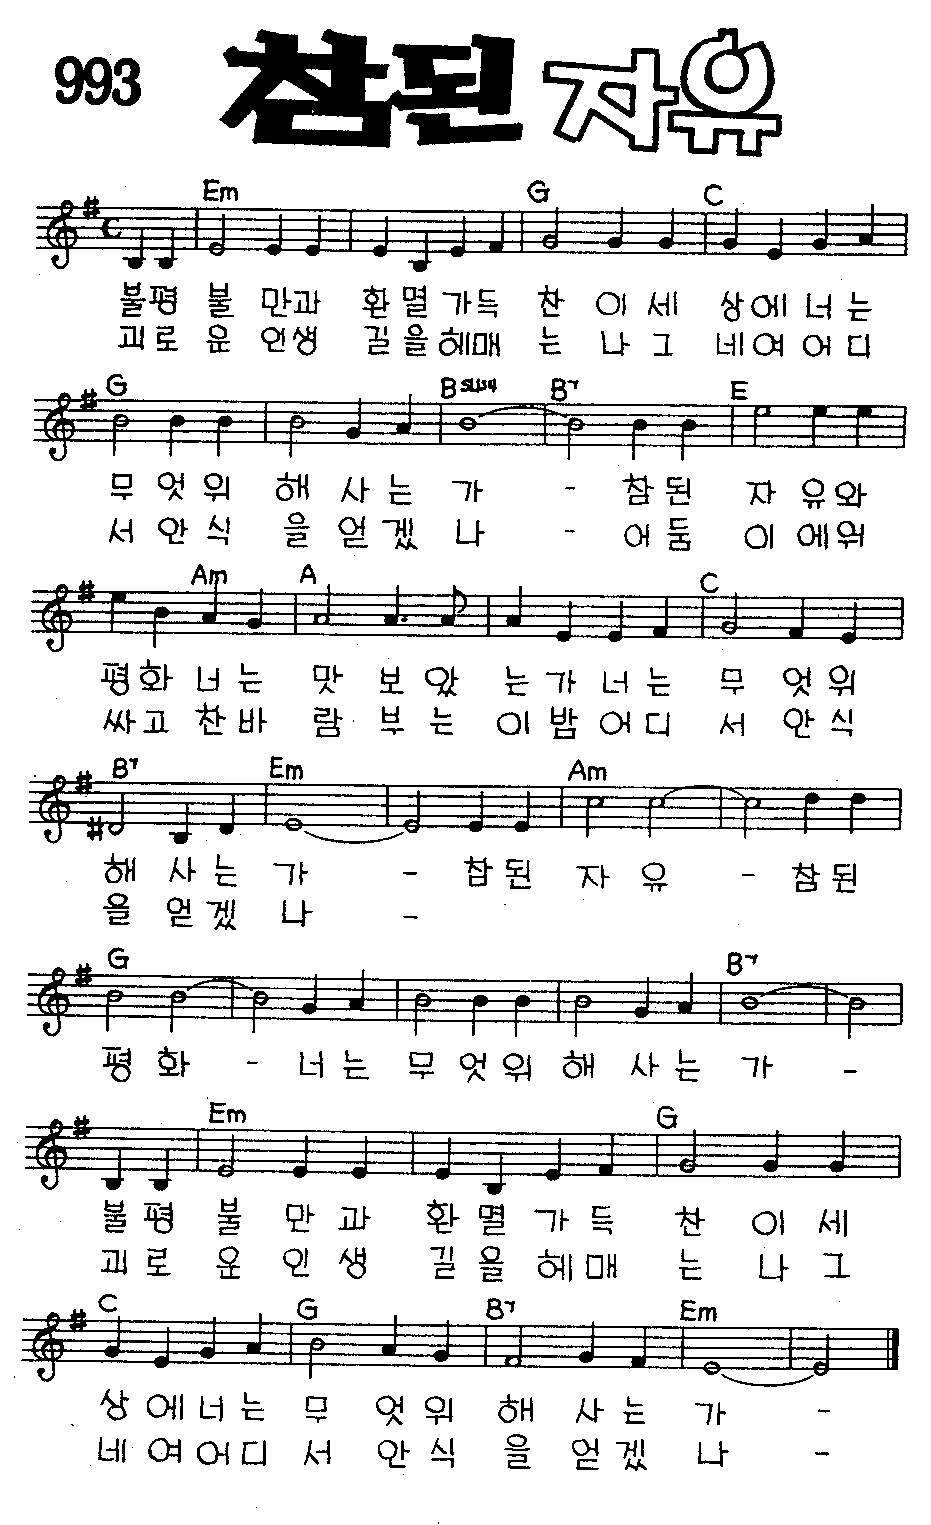 993 참된 자유
Em G C
불평 불 만과 환멸가득 찬 이세 상에너는
괴로 운 인생 길을헤매 는 나그 네여어디
G Bsus4 B7 E
무 엇위 해 사는 가 - 참된 자 유와
서 안식 을 얻겠 나 - 어둠 이 에워
Am A C
평화 너는 맛 보았 는가너는 무 엇위
싸고 찬바 람 부는 이밤어디 서 안식
B7 Em Am
해 사는 가 - 참된 자 유 - 참된
을 얻겠 나 -
G B7
평 화 - 너는 무 엇위 해 사는 가 -
Em G
불평 불 만 과 환멸 가득 찬 이 세
괴로 운 인 생 길을 헤매 는 나 그
C G B7 Em
상 에너는 무 엇위 해 사는 가 -
네 여어디 서 안식 을 얻겠 나 -